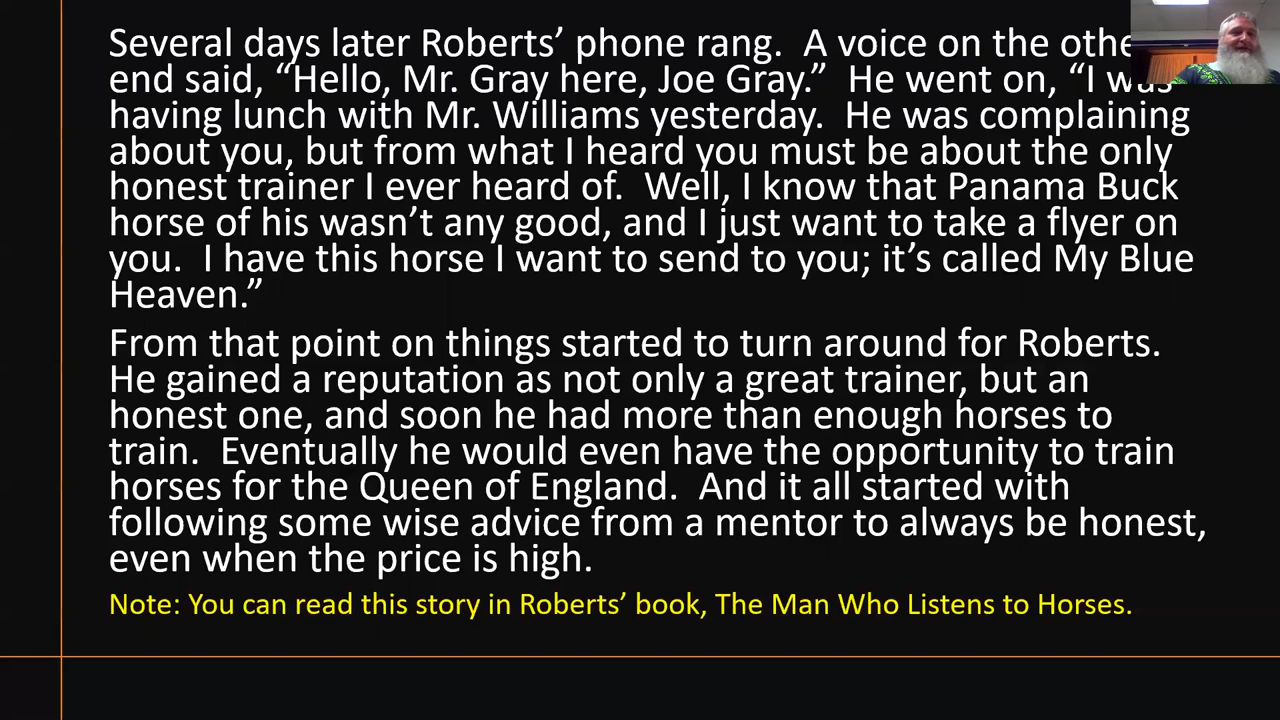 Several days later Roberts’ phone rang.  A voice on the othe
end said, “Hello, Mr. Gray here, Joe Gray.”  He went on, “I was
having lunch with Mr. Williams yesterday.  He was complaining
about you, but from what I heard you must be about the only
honest trainer I ever heard of.  Well, I know that Panama Buck
horse of his wasn’t any good, and I just want to take a flyer on
you.  I have this horse I want to send to you; it’s called My Blue
Heaven.”
From that point on things started to turn around for Roberts.
He gained a reputation as not only a great trainer, but an
honest one, and soon he had more than enough horses to
train.  Eventually he would even have the opportunity to train
horses for the Queen of England.  And it all started with
following some wise advice from a mentor to always be honest,
even when the price is high.
Note: You can read this story in Roberts’ book, The Man Who Listens to Horses.